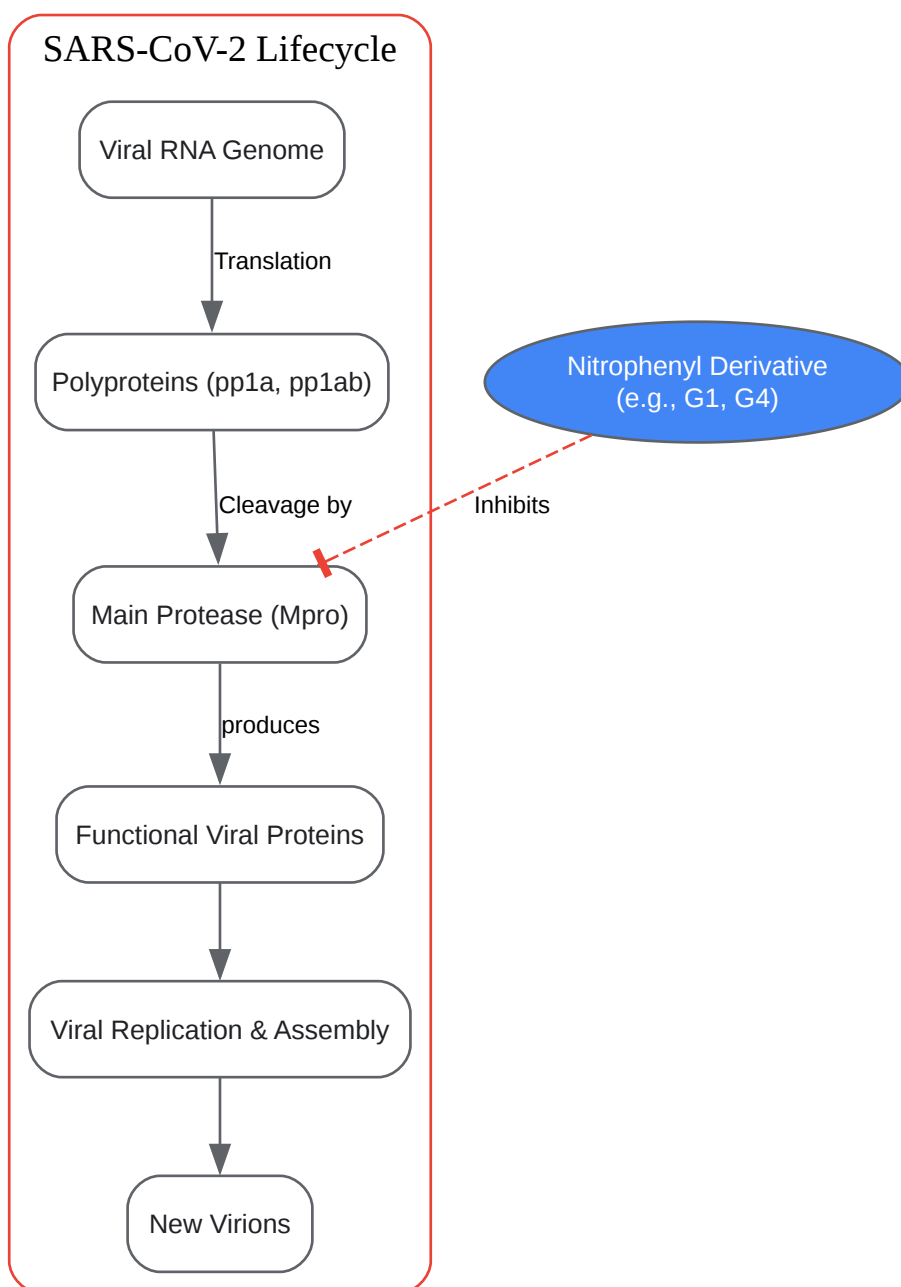 SARS-CoV-2 Lifecycle
Viral RNA Genome
Translation
Polyproteins (pp1a, pp1ab)
Nitrophenyl Derivative
(e.g., G1, G4)
Cleavage by
Inhibits
Main Protease (Mpro)
produces
Functional Viral Proteins
Viral Replication & Assembly
New Virions